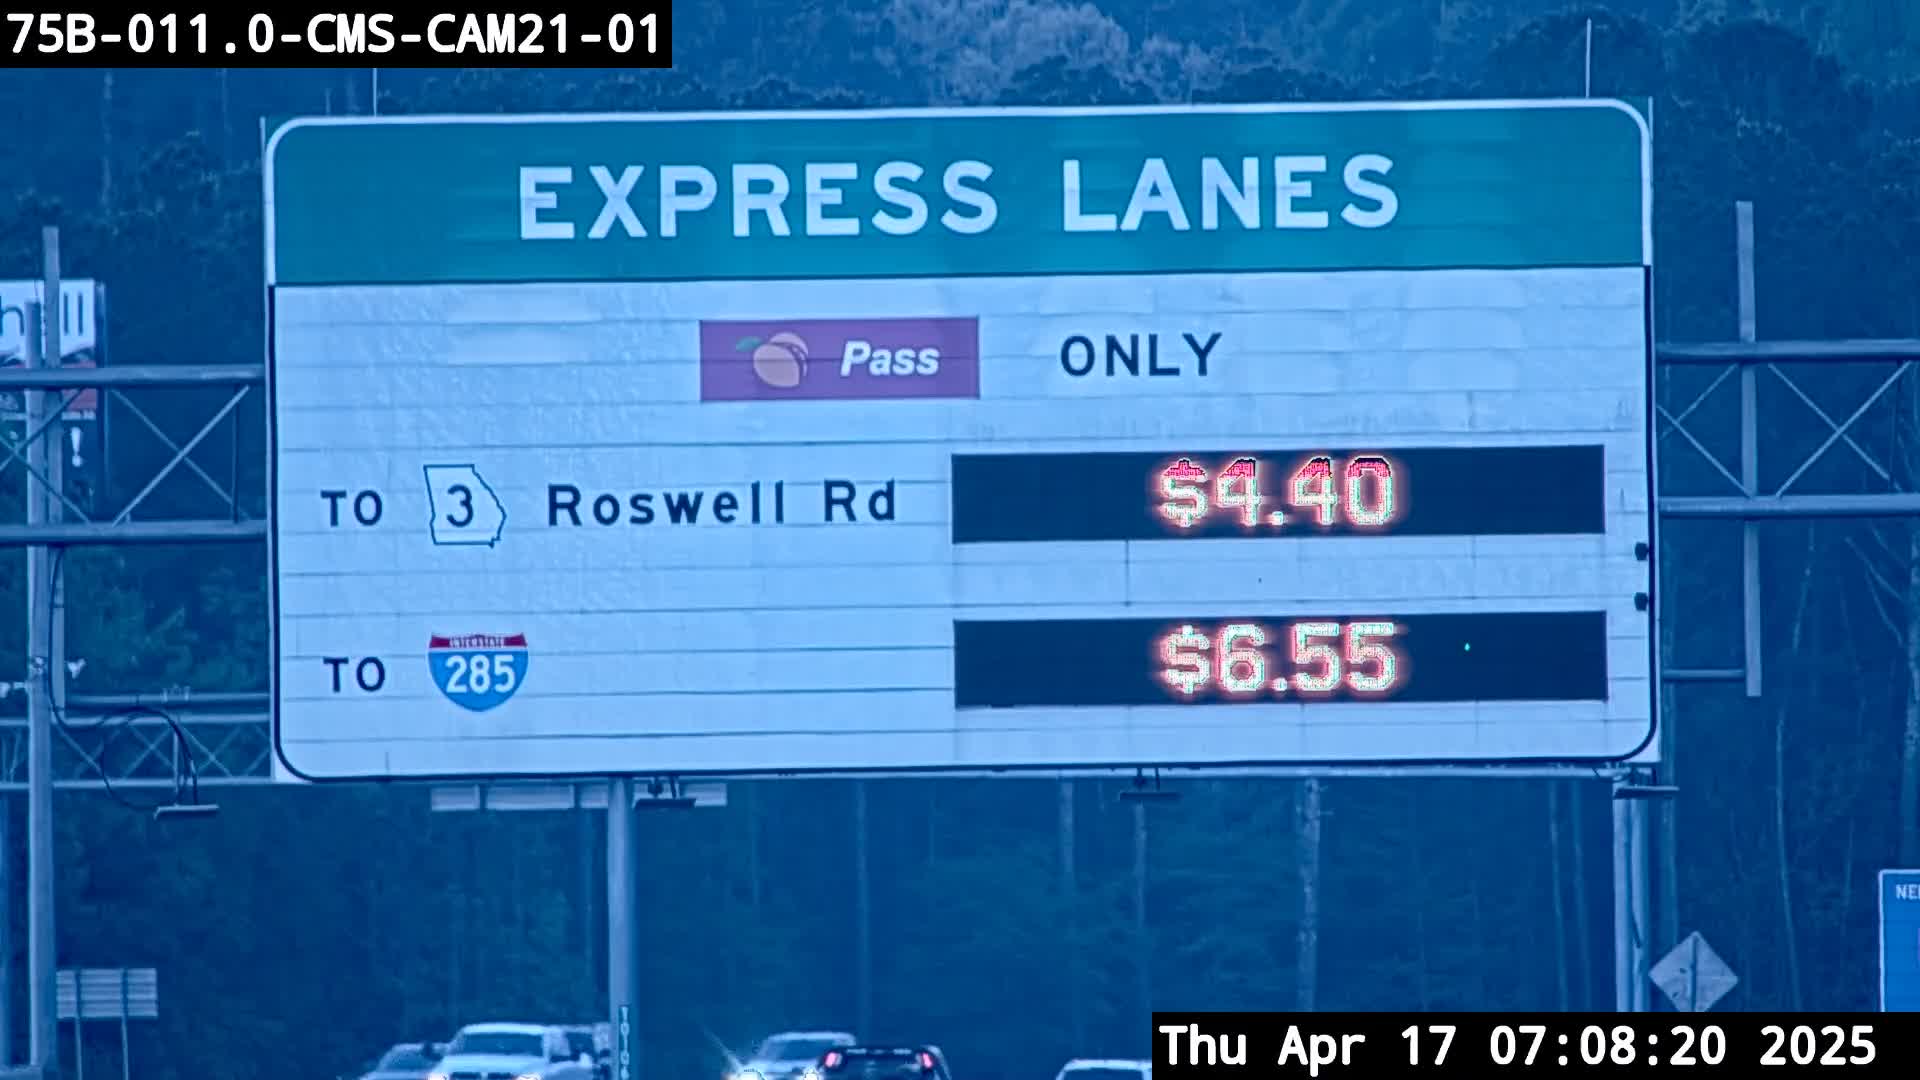 75B-011.0-CMS-CAM21-01
EXPRESS LANES
Pass ONLY
TO 3 Roswell Rd $4.40
TO INTERSTATE 285 $6.55
Thu Apr 17 07:08:20 2025